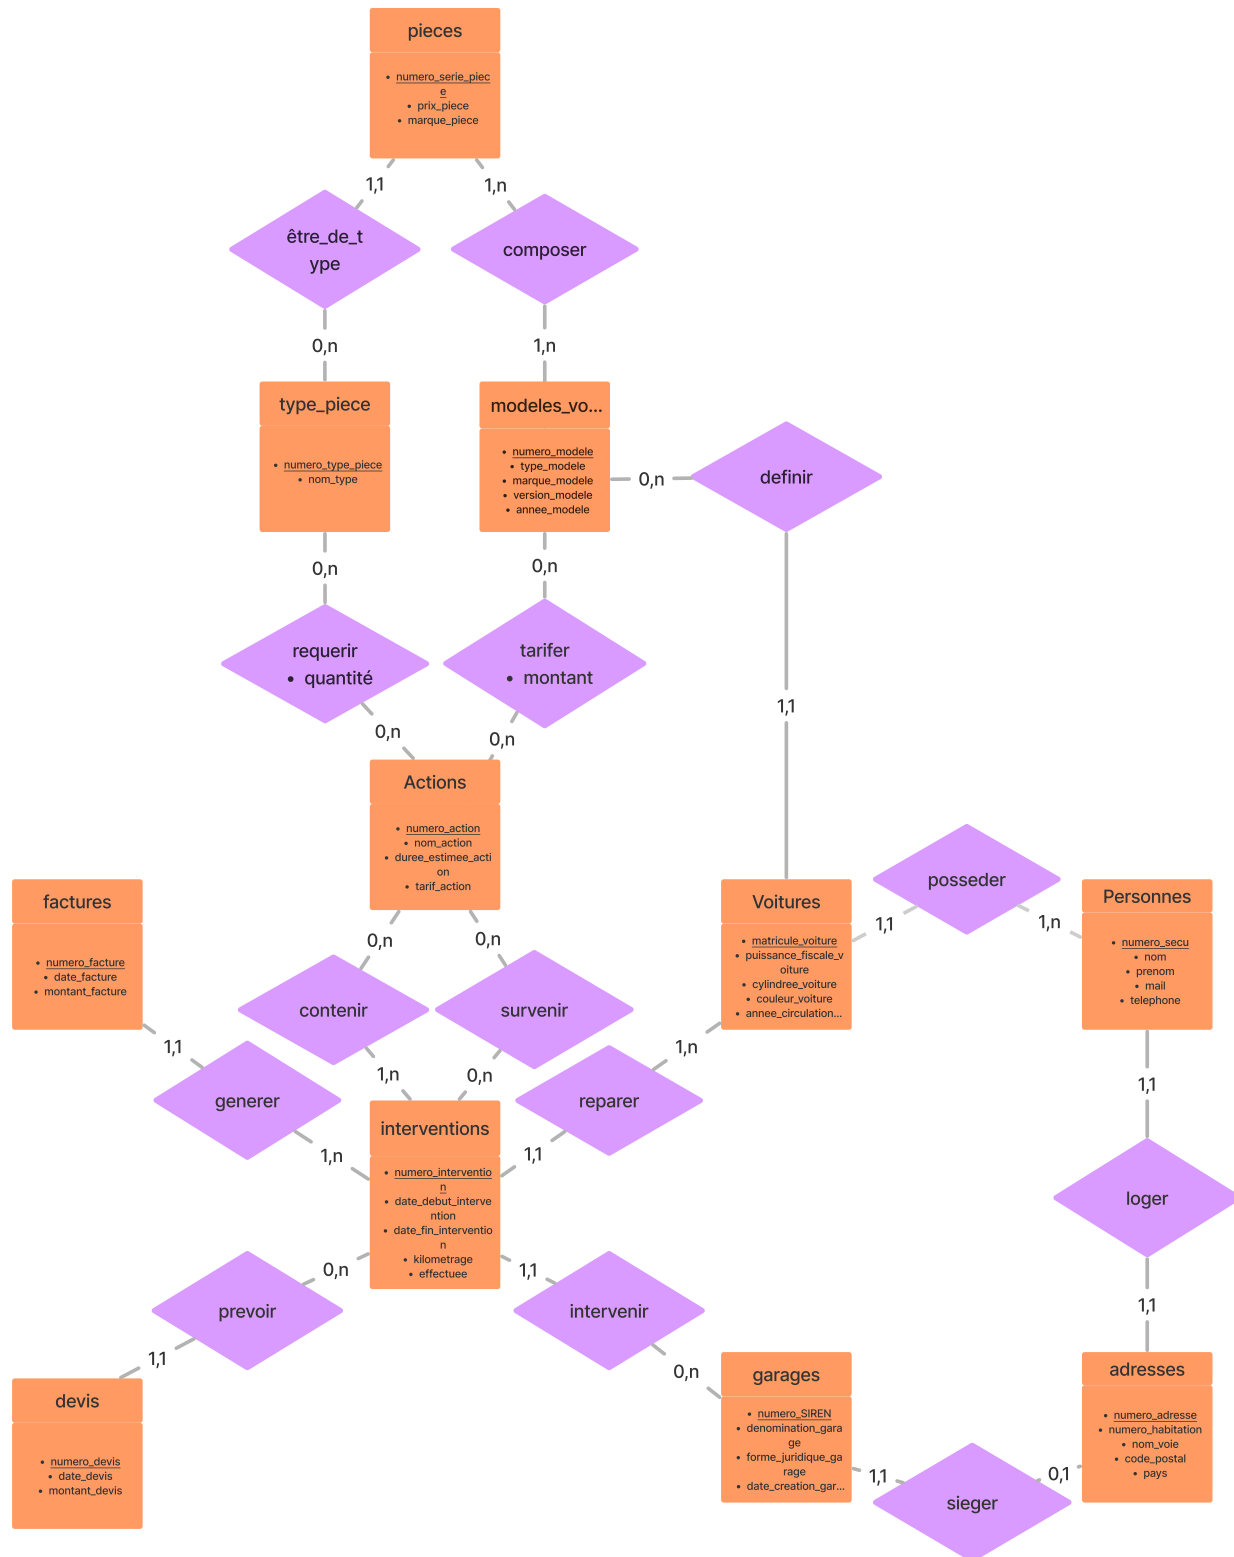 pieces
numero_serie_piec
e
prix_piece
marque_piece
1,1
1,n
être_de_t
ype
composer
0,n
1,n
type_piece
modeles_vo...
numero_type_piece
nom_type
numero_modele
type_modele
marque_modele
version_modele
annee_modele
0,n
definir
0,n
0,n
requerir
• quantité
tarifer
• montant
1,1
0,n
0,n
Actions
numero_action
nom_action
duree_estimee_acti
on
tarif_action
factures
numero_facture
date_facture
montant_facture
Voitures
matricule_voiture
puissance_fiscale_v
oiture
cylindree_voiture
couleur_voiture
annee_circulation...
posseder
1,1
1,n
Personnes
numero_secu
nom
prenom
mail
telephone
0,n
0,n
contenir
survenir
1,1
1,n
0,n
1,n
generer
reparer
1,1
interventions
numero_interventio
n
date_debut_interve
ntion
date_fin_interventio
n
kilometrage
effectuee
1,n
1,1
loger
0,n
1,1
prevoir
intervenir
1,1
1,1
0,n
devis
numero_devis
date_devis
montant_devis
garages
numero_SIREN
denomination_gara
ge
forme_juridique_ga
rage
date_creation_gar...
adresses
numero_adresse
numero_habitation
nom_voie
code_postal
pays
1,1
0,1
sieger